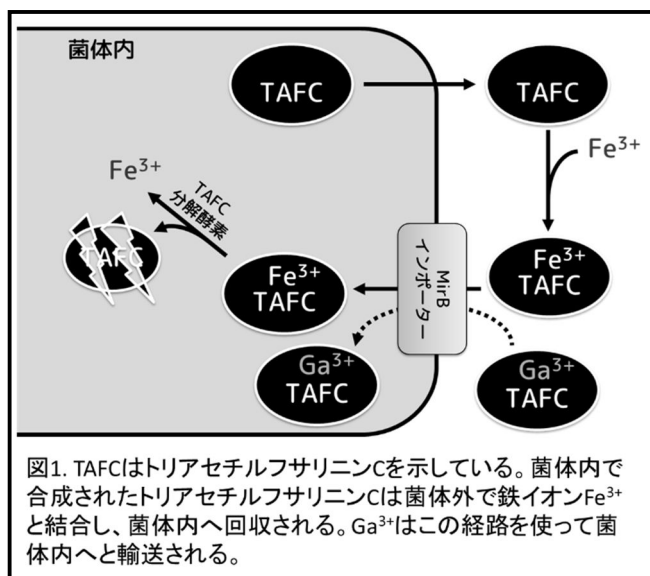 菌体内
TAFC
TAFC
Fe³⁺
Fe³⁺
TAFC
分解酵素
TAFC
Fe³⁺
TAFC
MirB
インポーター
Fe³⁺
TAFC
Ga³⁺
TAFC
Ga³⁺
TAFC
図1. TAFCはトリアセチルフサリニンCを示している。菌体内で
合成されたトリアセチルフサリニンCは菌体外で鉄イオンFe³⁺
と結合し、菌体内へ回収される。Ga³⁺はこの経路を使って菌
体内へと輸送される。